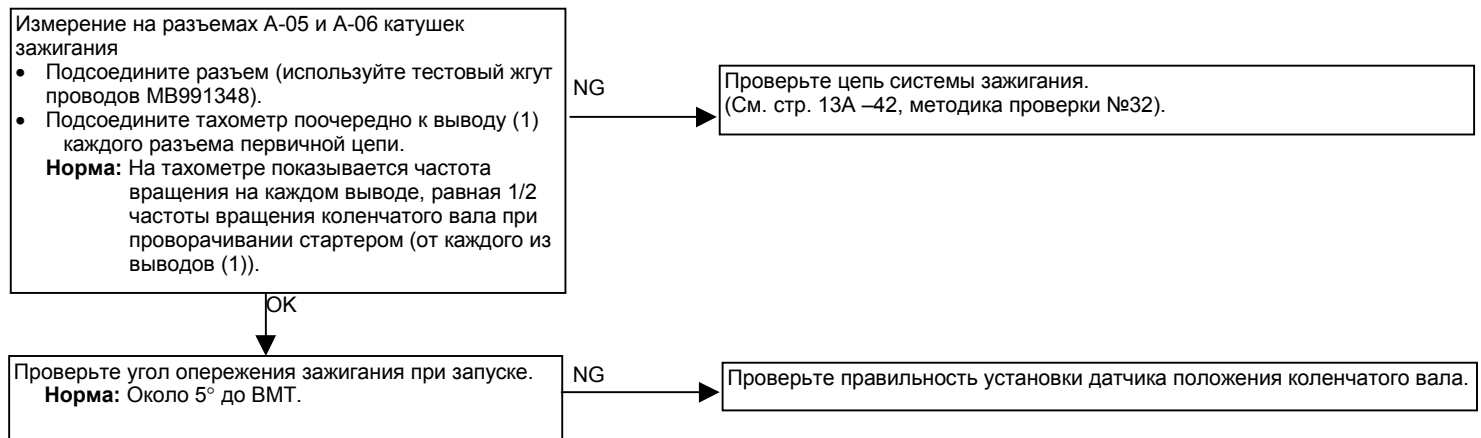 Измерение на разъемах А-05 и А-06 катушек
зажигания
• Подсоедините разъем (используйте тестовый жгут
проводов MB991348).
• Подсоедините тахометр поочередно к выводу (1)
каждого разъема первичной цепи.
Норма: На тахометре показывается частота
вращения на каждом выводе, равная 1/2
частоты вращения коленчатого вала при
проворачивании стартером (от каждого из
выводов (1)).
NG
Проверьте цепь системы зажигания.
(См. стр. 13А –42, методика проверки №32).
OK
Проверьте угол опережения зажигания при запуске.
Норма: Около 5° до ВМТ.
NG
Проверьте правильность установки датчика положения коленчатого вала.